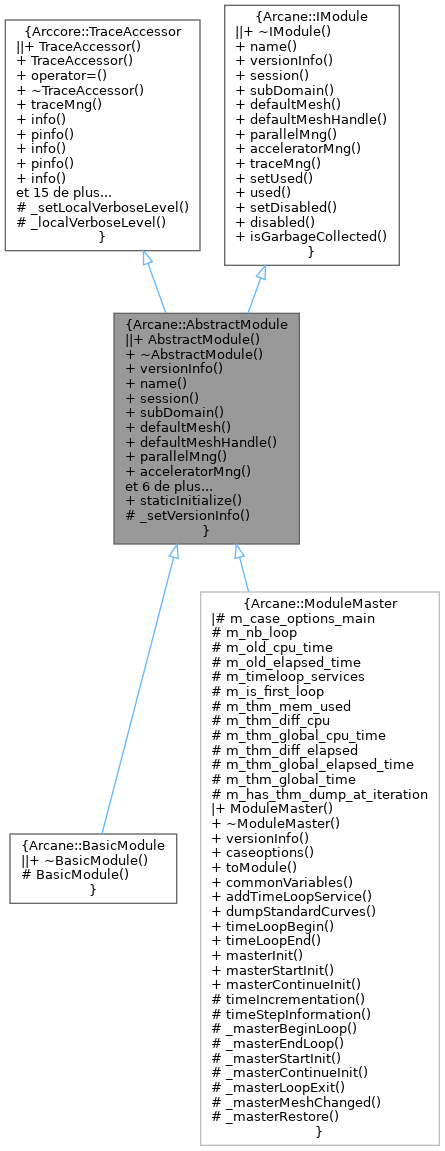 {Arccore::TraceAccessor
||+ TraceAccessor()
+ TraceAccessor()
+ operator=()
+ ~TraceAccessor()
+ traceMng()
+ info()
+ pinfo()
+ info()
+ pinfo()
+ info()
et 15 de plus...
# _setLocalVerboseLevel()
# _localVerboseLevel()
}
{Arcane::IModule
||+ ~IModule()
+ name()
+ versionInfo()
+ session()
+ subDomain()
+ defaultMesh()
+ defaultMeshHandle()
+ parallelMng()
+ acceleratorMng()
+ traceMng()
+ setUsed()
+ used()
+ setDisabled()
+ disabled()
+ isGarbageCollected()
}
{Arcane::AbstractModule
||+ AbstractModule()
+ ~AbstractModule()
+ versionInfo()
+ name()
+ session()
+ subDomain()
+ defaultMesh()
+ defaultMeshHandle()
+ parallelMng()
+ acceleratorMng()
et 6 de plus...
+ staticInitialize()
# _setVersionInfo()
}
{Arcane::BasicModule
||+ ~BasicModule()
# BasicModule()
}
{Arcane::ModuleMaster
|# m_case_options_main
# m_nb_loop
# m_old_cpu_time
# m_old_elapsed_time
# m_timeloop_services
# m_is_first_loop
# m_thm_mem_used
# m_thm_diff_cpu
# m_thm_global_cpu_time
# m_thm_diff_elapsed
# m_thm_global_elapsed_time
# m_thm_global_time
# m_has_thm_dump_at_iteration
|+ ModuleMaster()
+ ~ModuleMaster()
+ versionInfo()
+ caseoptions()
+ toModule()
+ commonVariables()
+ addTimeLoopService()
+ dumpStandardCurves()
+ timeLoopBegin()
+ timeLoopEnd()
+ masterInit()
+ masterStartInit()
+ masterContinueInit()
# timeIncrementation()
# timeStepInformation()
# _masterBeginLoop()
# _masterEndLoop()
# _masterStartInit()
# _masterContinueInit()
# _masterLoopExit()
# _masterMeshChanged()
# _masterRestore()
}